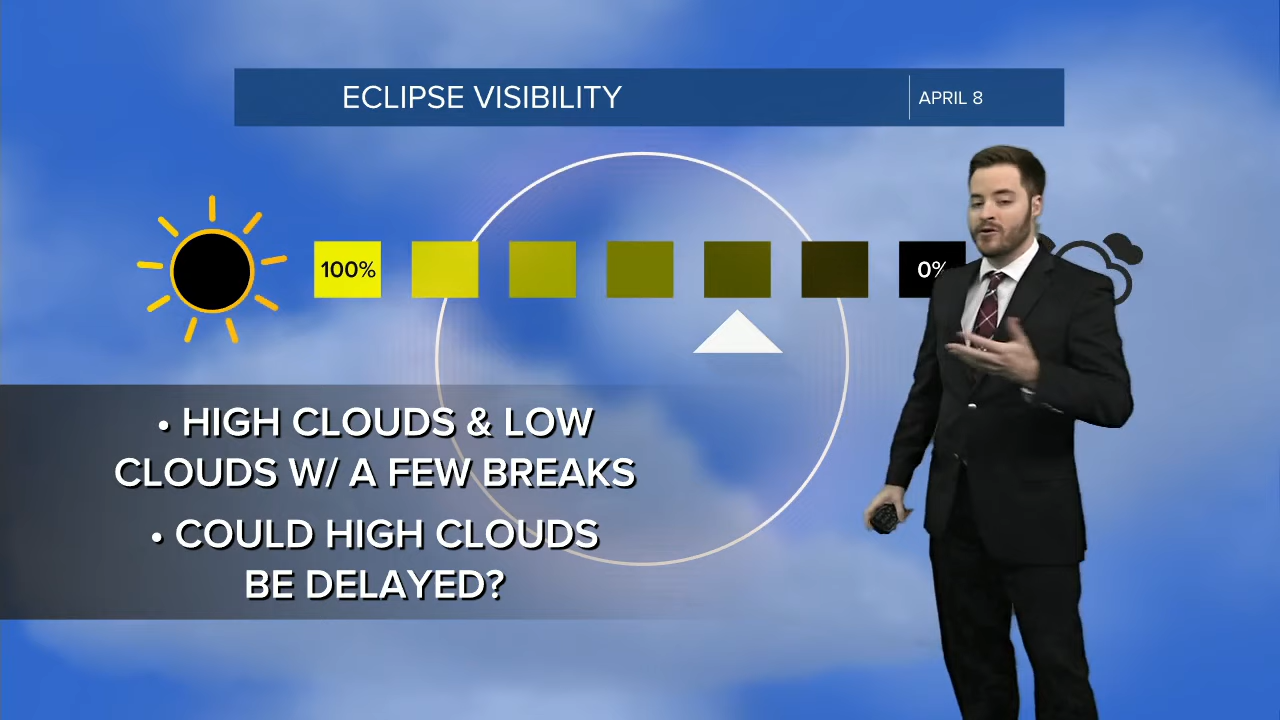 ECLIPSE VISIBILITY
APRIL 8
100%
0%
• HIGH CLOUDS & LOW
CLOUDS W/ A FEW BREAKS
• COULD HIGH CLOUDS
BE DELAYED?